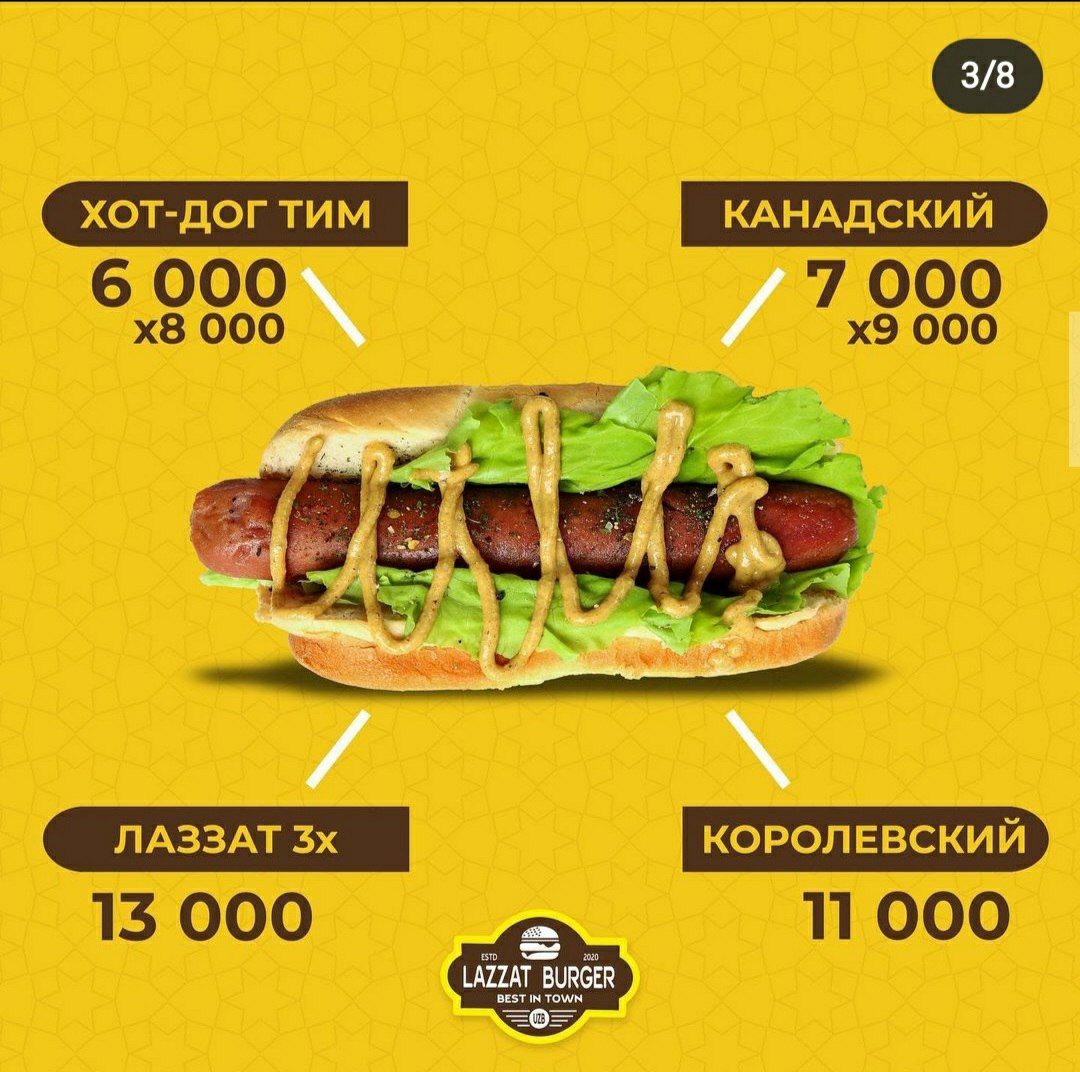 3/8
ХОТ-ДОГ ТИМ
6 000
x8 000
КАНАДСКИЙ
7 000
x9 000
ЛАЗЗАТ 3x
13 000
КОРОЛЕВСКИЙ
11 000
ESTD 2020
LAZZAT BURGER
BEST IN TOWN
UZB